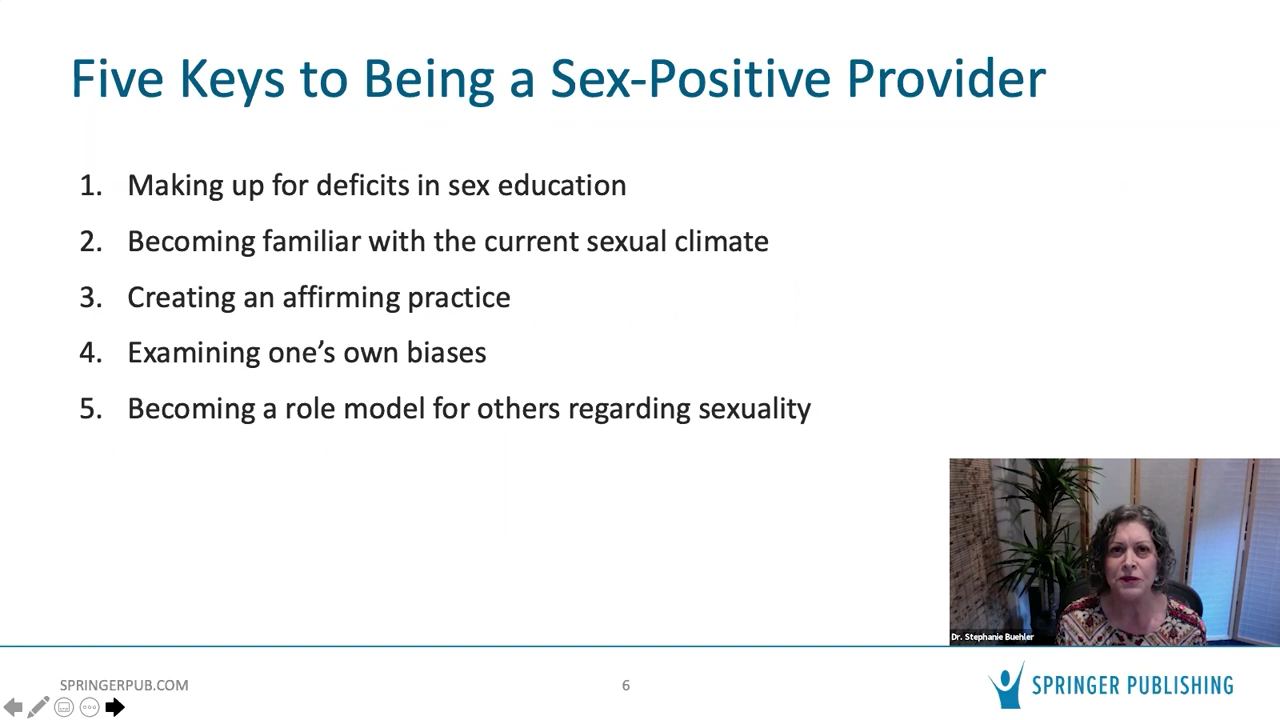 Five Keys to Being a Sex-Positive Provider
1. Making up for deficits in sex education
2. Becoming familiar with the current sexual climate
3. Creating an affirming practice
4. Examining one’s own biases
5. Becoming a role model for others regarding sexuality
Dr. Stephanie Buehler
SPRINGERPUB.COM
6
SPRINGER PUBLISHING